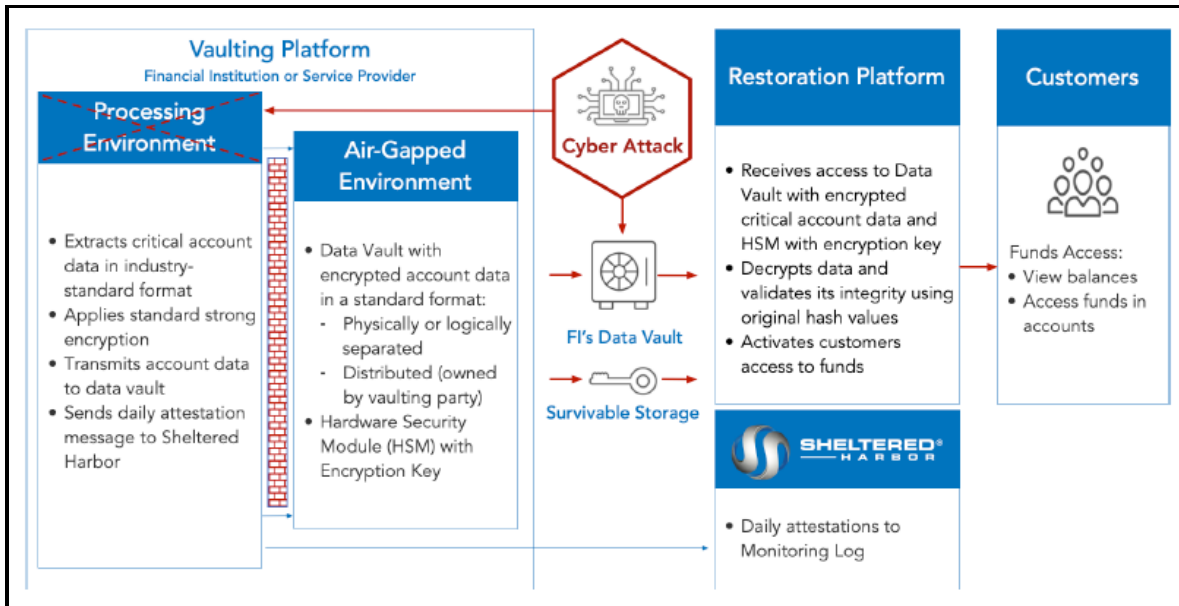 Vaulting Platform
Financial Institution or Service Provider
Processing
Environment
• Extracts critical account
data in industry-
standard format
• Applies standard strong
encryption
• Transmits account data
to data vault
• Sends daily attestation
message to Sheltered
Harbor
Air-Gapped
Environment
• Data Vault with
encrypted account data
in a standard format:
- Physically or logically
separated
- Distributed (owned
by vaulting party)
• Hardware Security
Module (HSM) with
Encryption Key
Cyber Attack
FI's Data Vault
Survivable Storage
Restoration Platform
• Receives access to Data
Vault with encrypted
critical account data and
HSM with encryption key
• Decrypts data and
validates its integrity using
original hash values
• Activates customers
access to funds
SHELTERED®
HARBOR
• Daily attestations to
Monitoring Log
Customers
Funds Access:
• View balances
• Access funds in
accounts